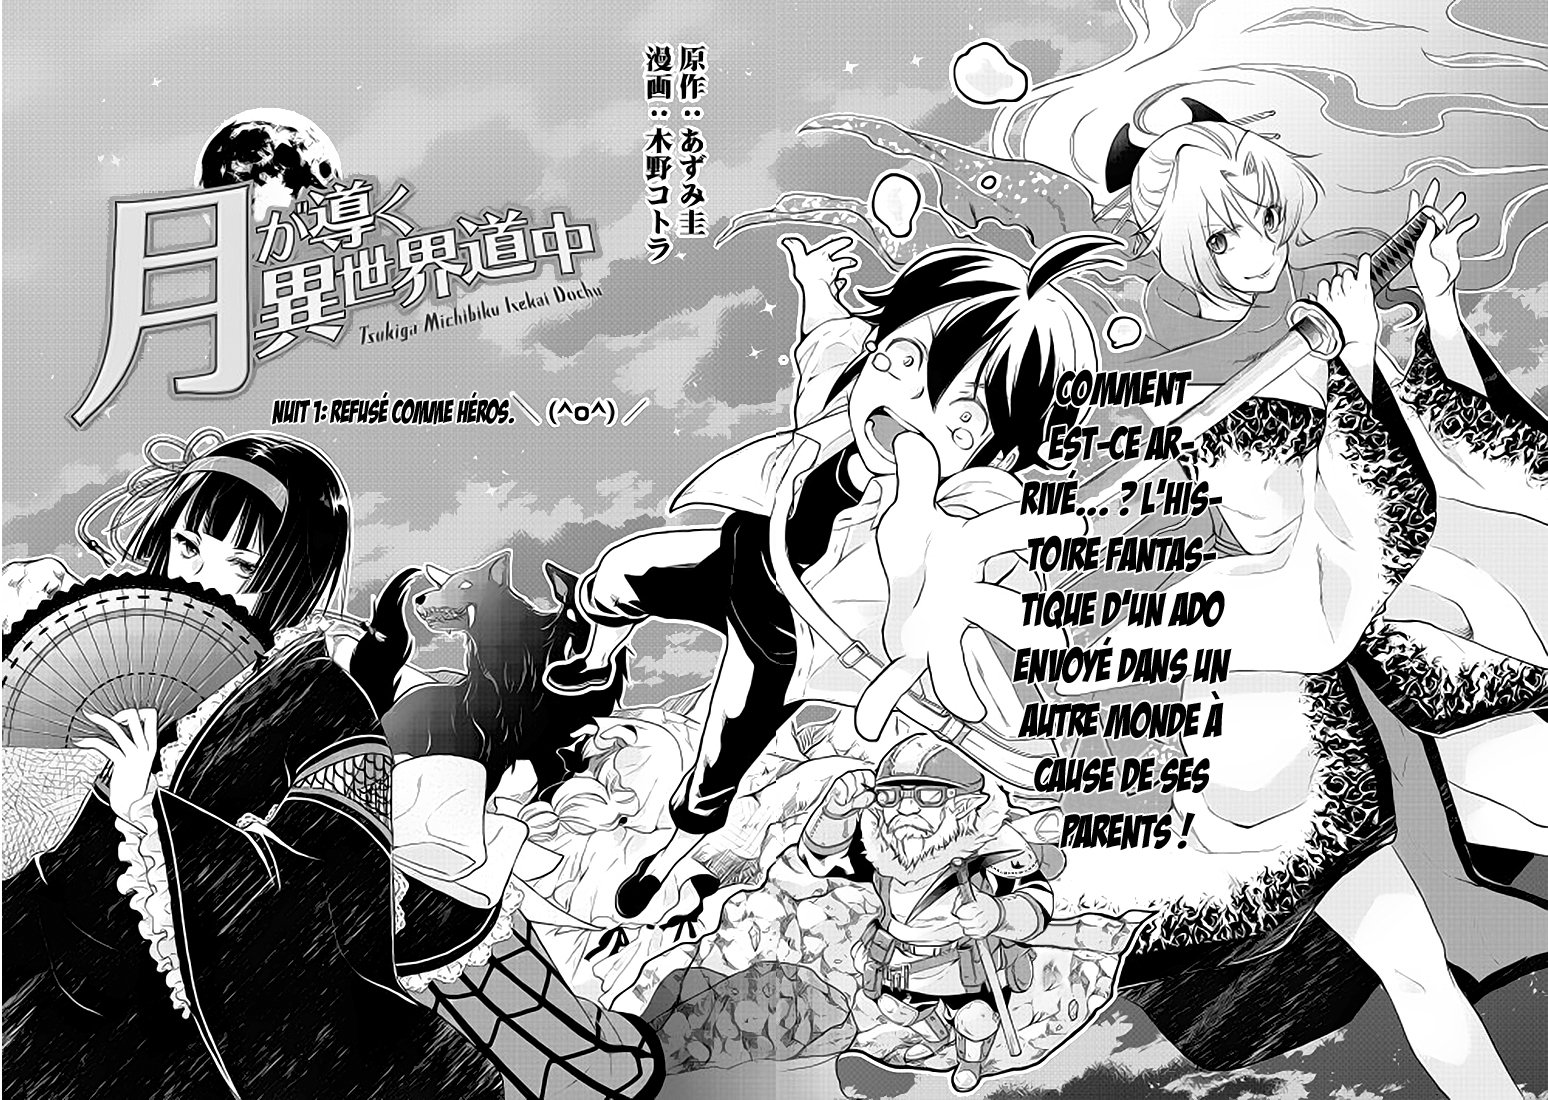 原作：あずみ圭
漫画：木野コトラ
月が導く
異世界道中
Tsukiga Michibiku Isekai Dochu
NUIT 1: REFUSÉ COMME HÉROS. ＼ (^o^) ／
COMMENT
EST-CE AR-
RIVÉ... ? L'HIS-
TOIRE FANTAS-
TIQUE D'UN ADO
ENVOYÉ DANS UN
AUTRE MONDE À
CAUSE DE SES
PARENTS !